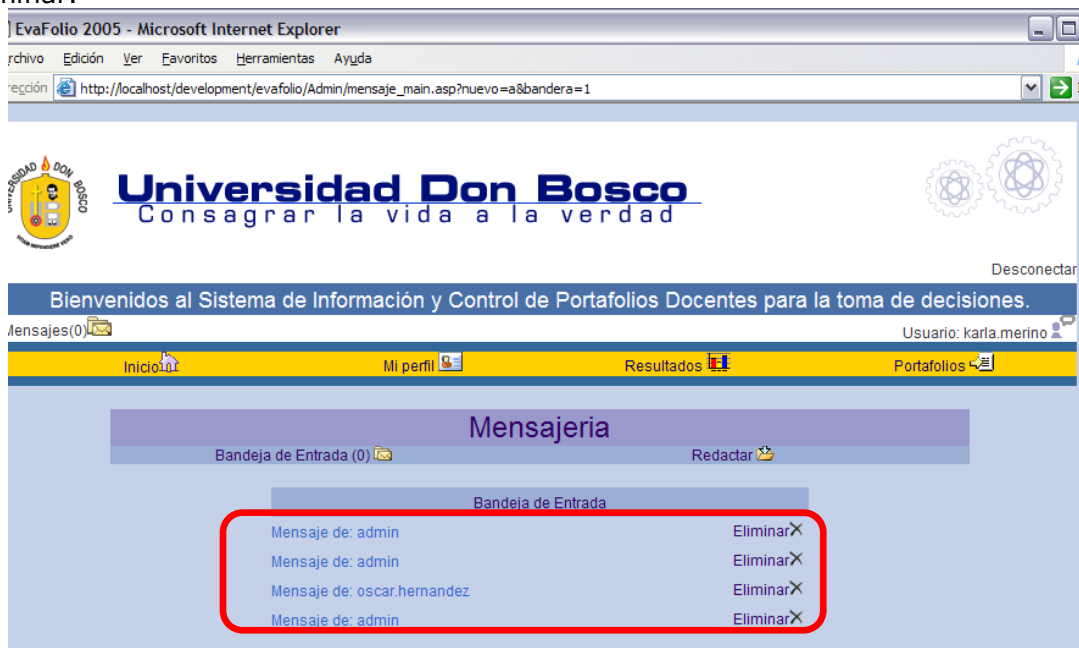 EvaFolio 2005 - Microsoft Internet Explorer
Edición Ver Favoritos Herramientas Ayuda
http://localhost/development/evafolio/Admin/mensaje_main.asp?nuevo=a&bandera=1
UNIVERSIDAD DON BOSCO
Universidad Don Bosco
Consagrar la vida a la verdad
Desconectar
Bienvenidos al Sistema de Información y Control de Portafolios Docentes para la toma de decisiones.
Mensajes(0)
Usuario: karla.merino
Inicio Mi perfil Resultados Portafolios
Mensajeria
Bandeja de Entrada (0) Redactar
Bandeja de Entrada
Mensaje de: admin Eliminar
Mensaje de: admin Eliminar
Mensaje de: oscar.hernandez Eliminar
Mensaje de: admin Eliminar